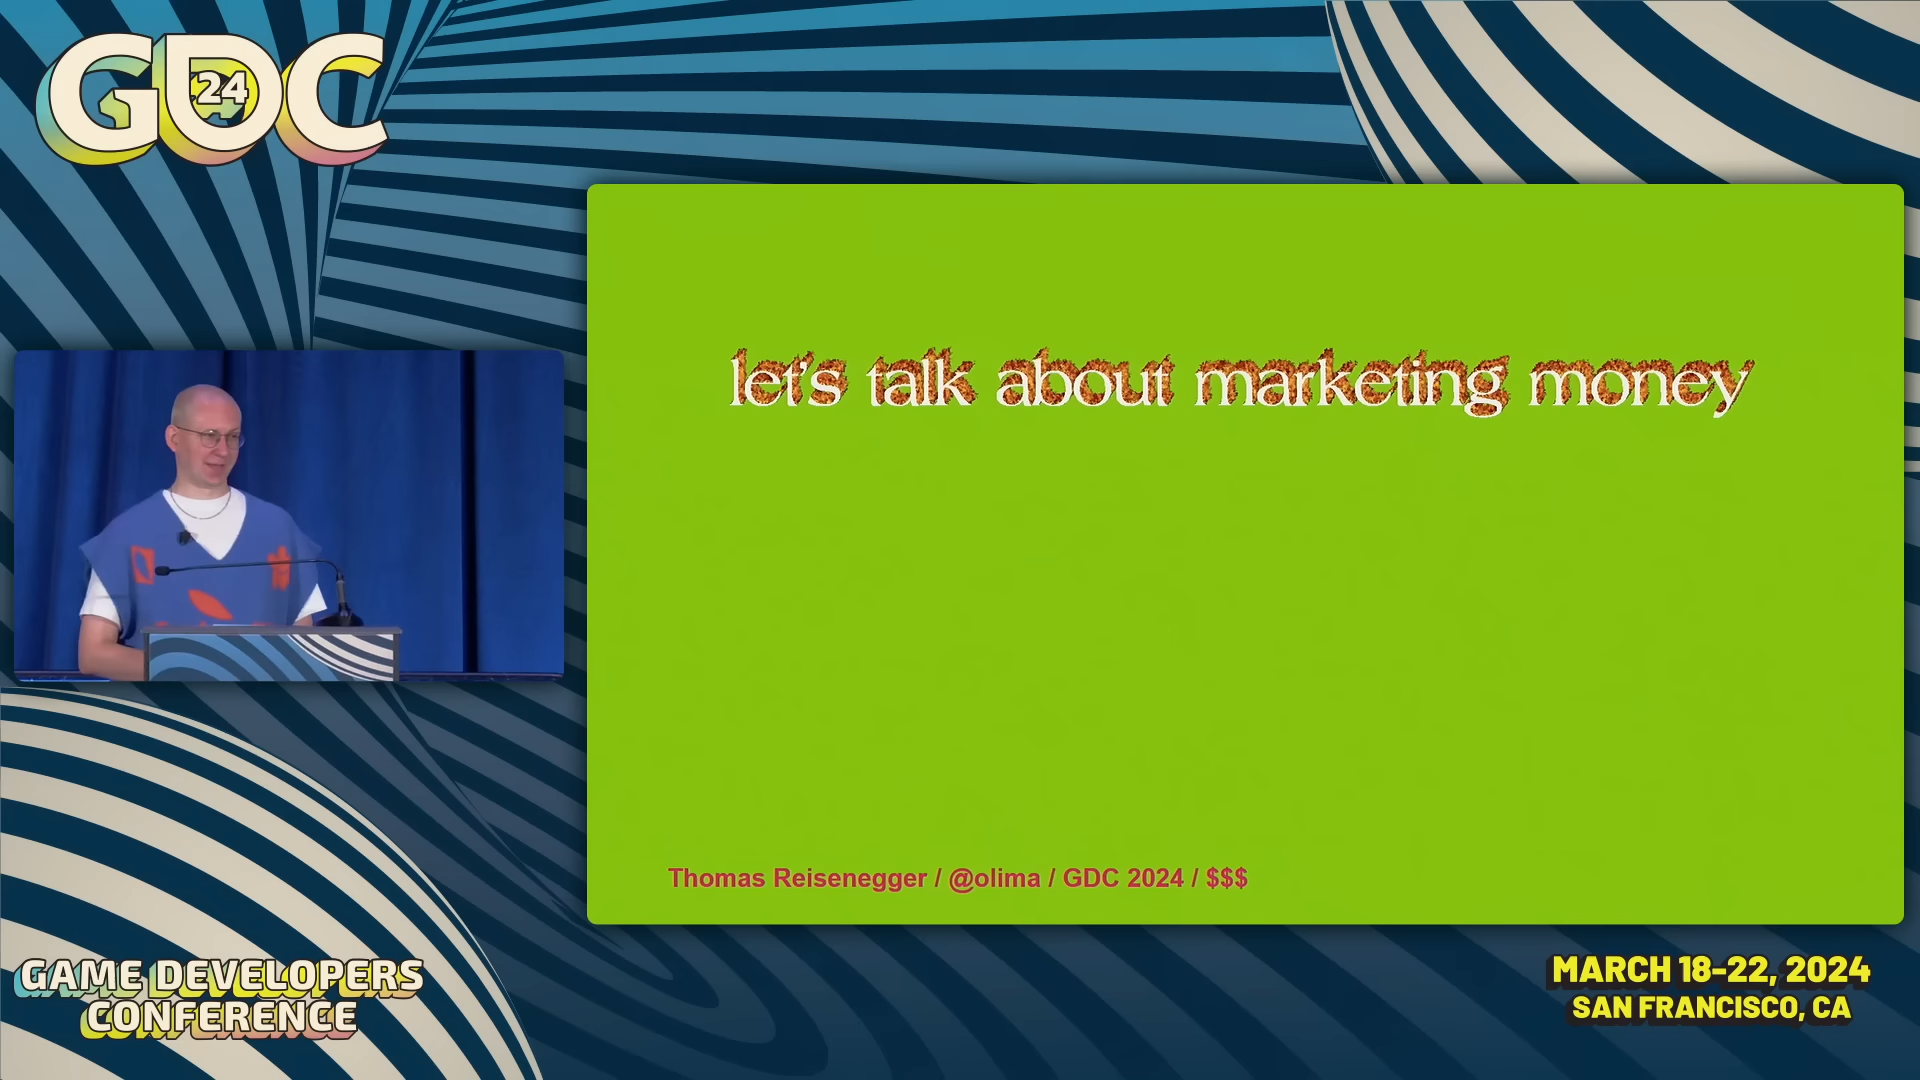 GDC
24
let's talk about marketing money
Thomas Reisenegger / @olima / GDC 2024 / $$$
GAME DEVELOPERS
CONFERENCE
MARCH 18-22, 2024
SAN FRANCISCO, CA